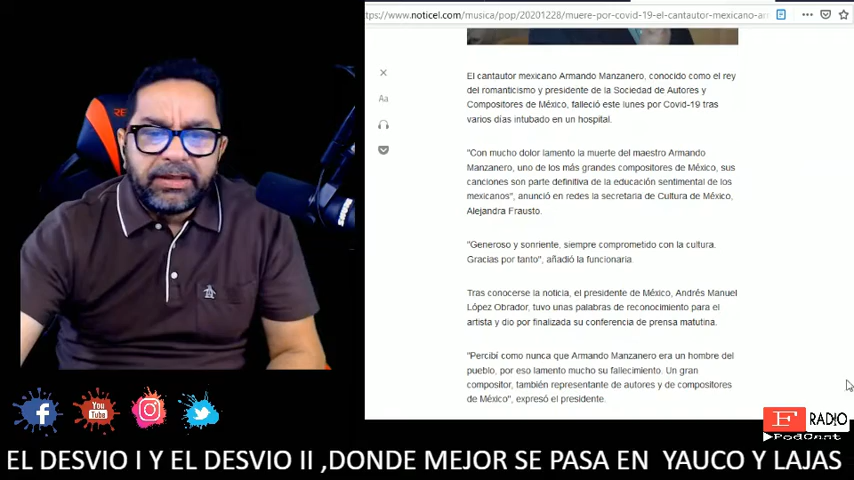 ttps://www.noticel.com/musica/pop/20201228/muere-por-covid-19-el-cantautor-mexicano-ar
El cantautor mexicano Armando Manzanero, conocido como el rey
del romanticismo y presidente de la Sociedad de Autores y
Compositores de México, falleció este lunes por Covid-19 tras
varios días intubado en un hospital.
"Con mucho dolor lamento la muerte del maestro Armando
Manzanero, uno de los más grandes compositores de México, sus
canciones son parte definitiva de la educación sentimental de los
mexicanos", anunció en redes la secretaria de Cultura de México,
Alejandra Frausto.
"Generoso y sonriente, siempre comprometido con la cultura.
Gracias por tanto", añadió la funcionaria.
Tras conocerse la noticia, el presidente de México, Andrés Manuel
López Obrador, tuvo unas palabras de reconocimiento para el
artista y dio por finalizada su conferencia de prensa matutina.
"Percibí como nunca que Armando Manzanero era un hombre del
pueblo, por eso lamento mucho su fallecimiento. Un gran
compositor, también representante de autores y de compositores
de México", expresó el presidente.
Aa
SHURE
You
Tube
F RADIO
PodCast
EL DESVIO I Y EL DESVIO II ,DONDE MEJOR SE PASA EN YAUCO Y LAJAS